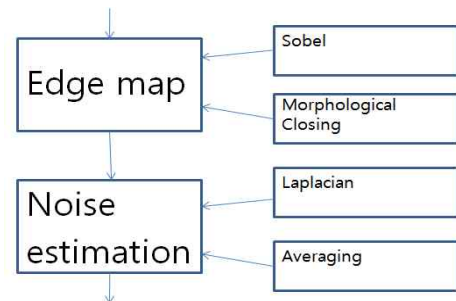 Edge map
Sobel
Morphological
Closing
Noise
estimation
Laplacian
Averaging